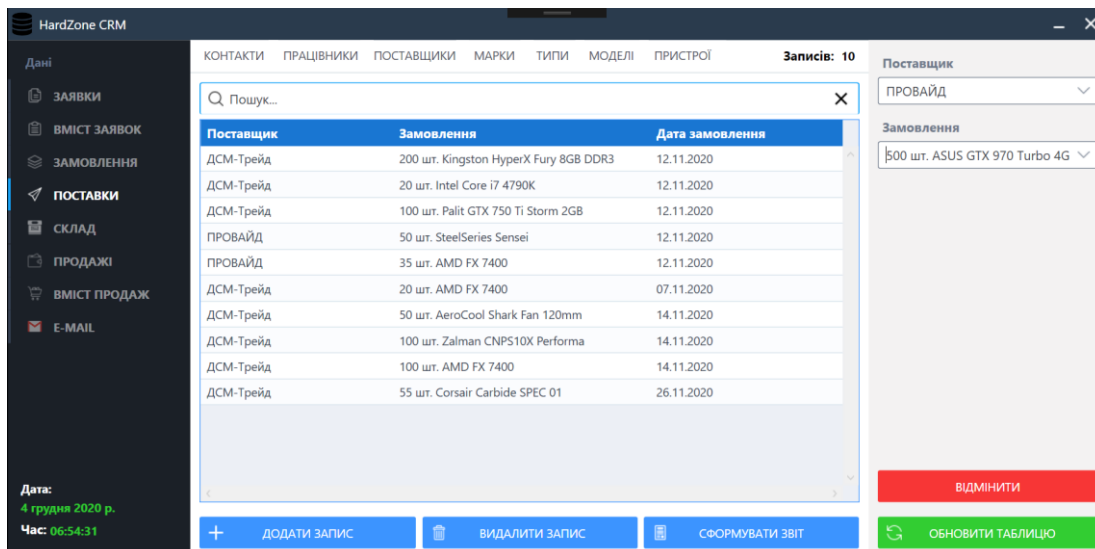 HardZone CRM
Дані
ЗАЯВКИ
ВМІСТ ЗАЯВОК
ЗАМОВЛЕННЯ
ПОСТАВКИ
СКЛАД
ПРОДАЖІ
ВМІСТ ПРОДАЖ
E-MAIL
Дата:
4 грудня 2020 р.
Час: 06:54:31
КОНТАКТИ ПРАЦІВНИКИ ПОСТАВЩИКИ МАРКИ ТИПИ МОДЕЛІ ПРИСТРОЇ Записів: 10
Пошук...
Поставщик Замовлення Дата замовлення
ДСМ-Трейд 200 шт. Kingston HyperX Fury 8GB DDR3 12.11.2020
ДСМ-Трейд 20 шт. Intel Core i7 4790K 12.11.2020
ДСМ-Трейд 100 шт. Palit GTX 750 Ti Storm 2GB 12.11.2020
ПРОВАЙД 50 шт. SteelSeries Sensei 12.11.2020
ПРОВАЙД 35 шт. AMD FX 7400 12.11.2020
ДСМ-Трейд 20 шт. AMD FX 7400 07.11.2020
ДСМ-Трейд 50 шт. AeroCool Shark Fan 120mm 14.11.2020
ДСМ-Трейд 100 шт. Zalman CNPS10X Performa 14.11.2020
ДСМ-Трейд 100 шт. AMD FX 7400 14.11.2020
ДСМ-Трейд 55 шт. Corsair Carbide SPEC 01 26.11.2020
ДОДАТИ ЗАПИС ВИДАЛИТИ ЗАПИС СФОРМУВАТИ ЗВІТ
Поставщик
ПРОВАЙД
Замовлення
500 шт. ASUS GTX 970 Turbo 4G
ВІДМІНИТИ
ОБНОВИТИ ТАБЛИЦЮ